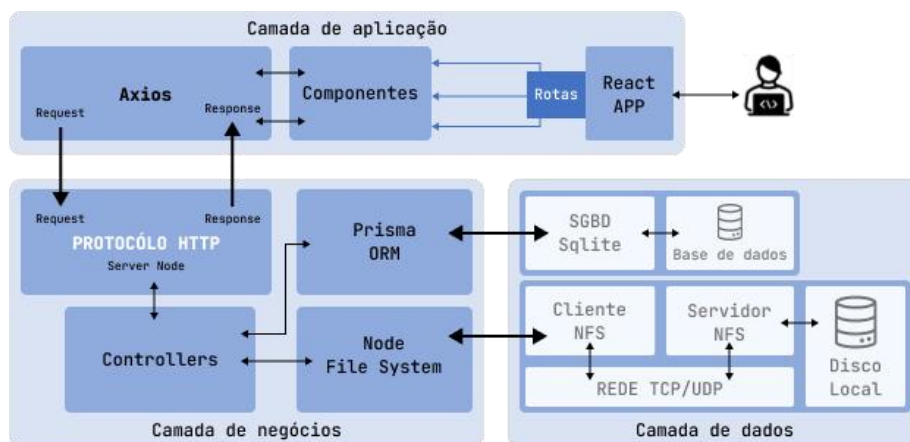 Camada de aplicação
Axios
Request
Response
Componentes
Rotas
React
APP
Request
Response
PROTOCÓLO HTTP
Server Node
Controllers
Prisma
ORM
Node
File System
Camada de negócios
SGBD
Sqlite
Base de dados
Cliente
NFS
Servidor
NFS
REDE TCP/UDP
Disco
Local
Camada de dados